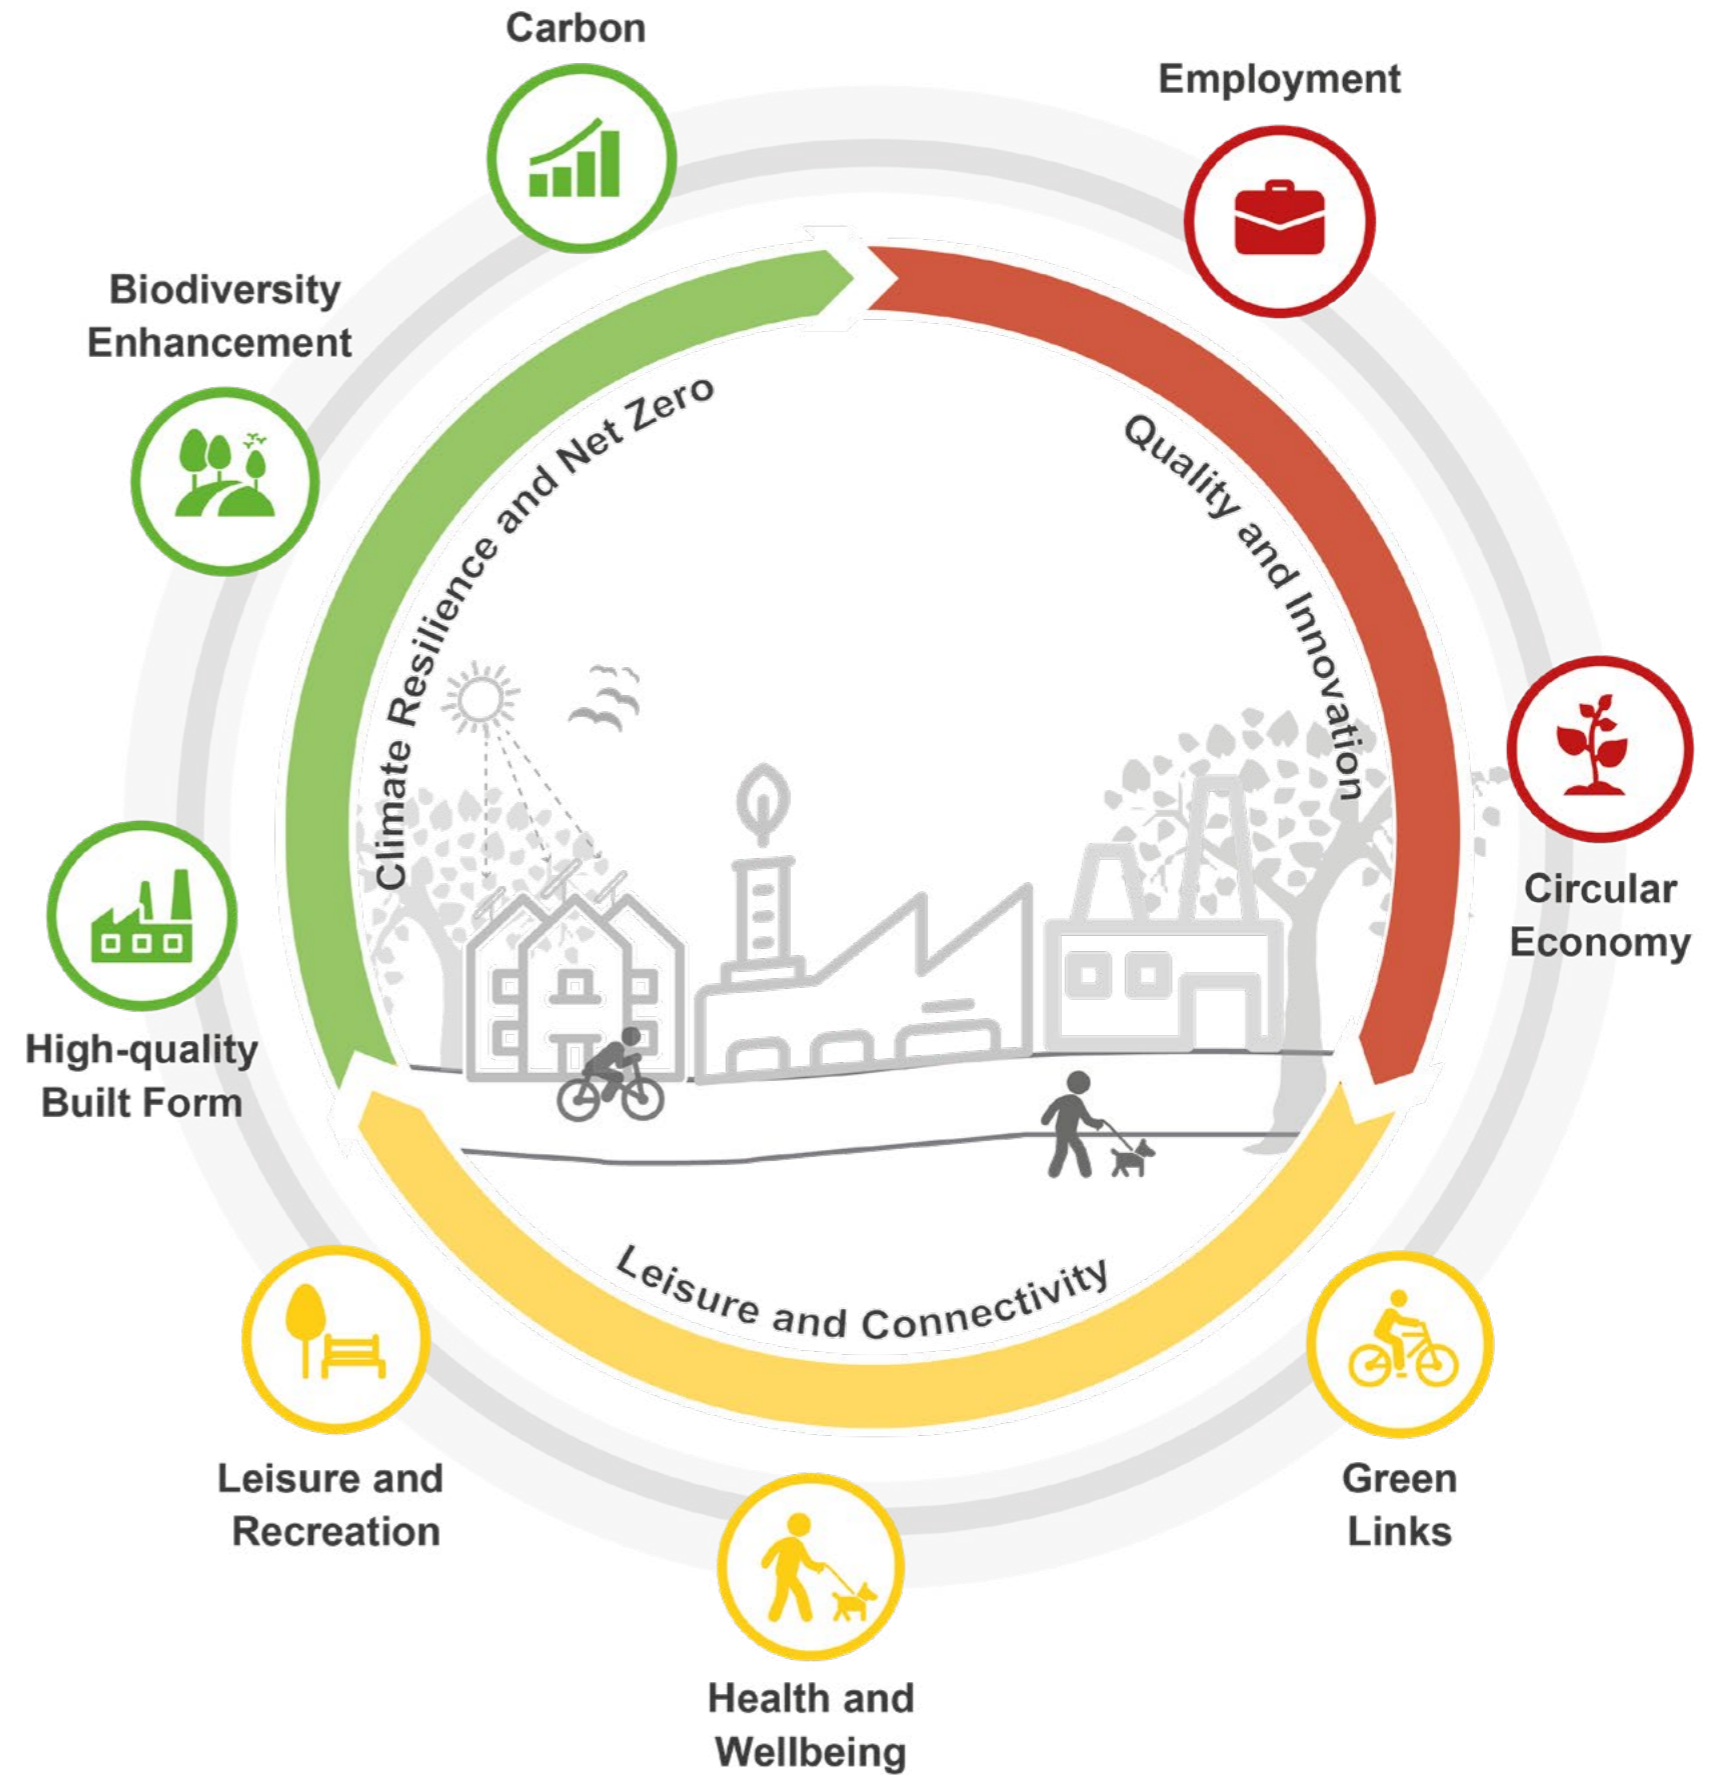 Carbon
Employment
Biodiversity
Enhancement
Climate Resilience and Net Zero
Quality and Innovation
Circular
Economy
High-quality
Built Form
Leisure and Connectivity
Leisure and
Recreation
Green
Links
Health and
Wellbeing